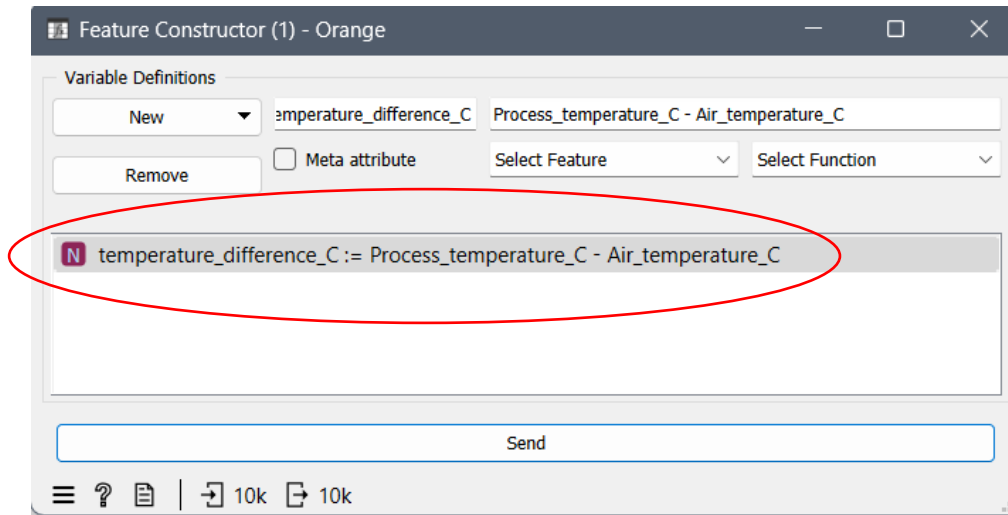 Feature Constructor (1) - Orange
Variable Definitions
New
emperature_difference_C
Process_temperature_C - Air_temperature_C
Remove
Meta attribute
Select Feature
Select Function
N temperature_difference_C := Process_temperature_C - Air_temperature_C
Send
? 10k 10k